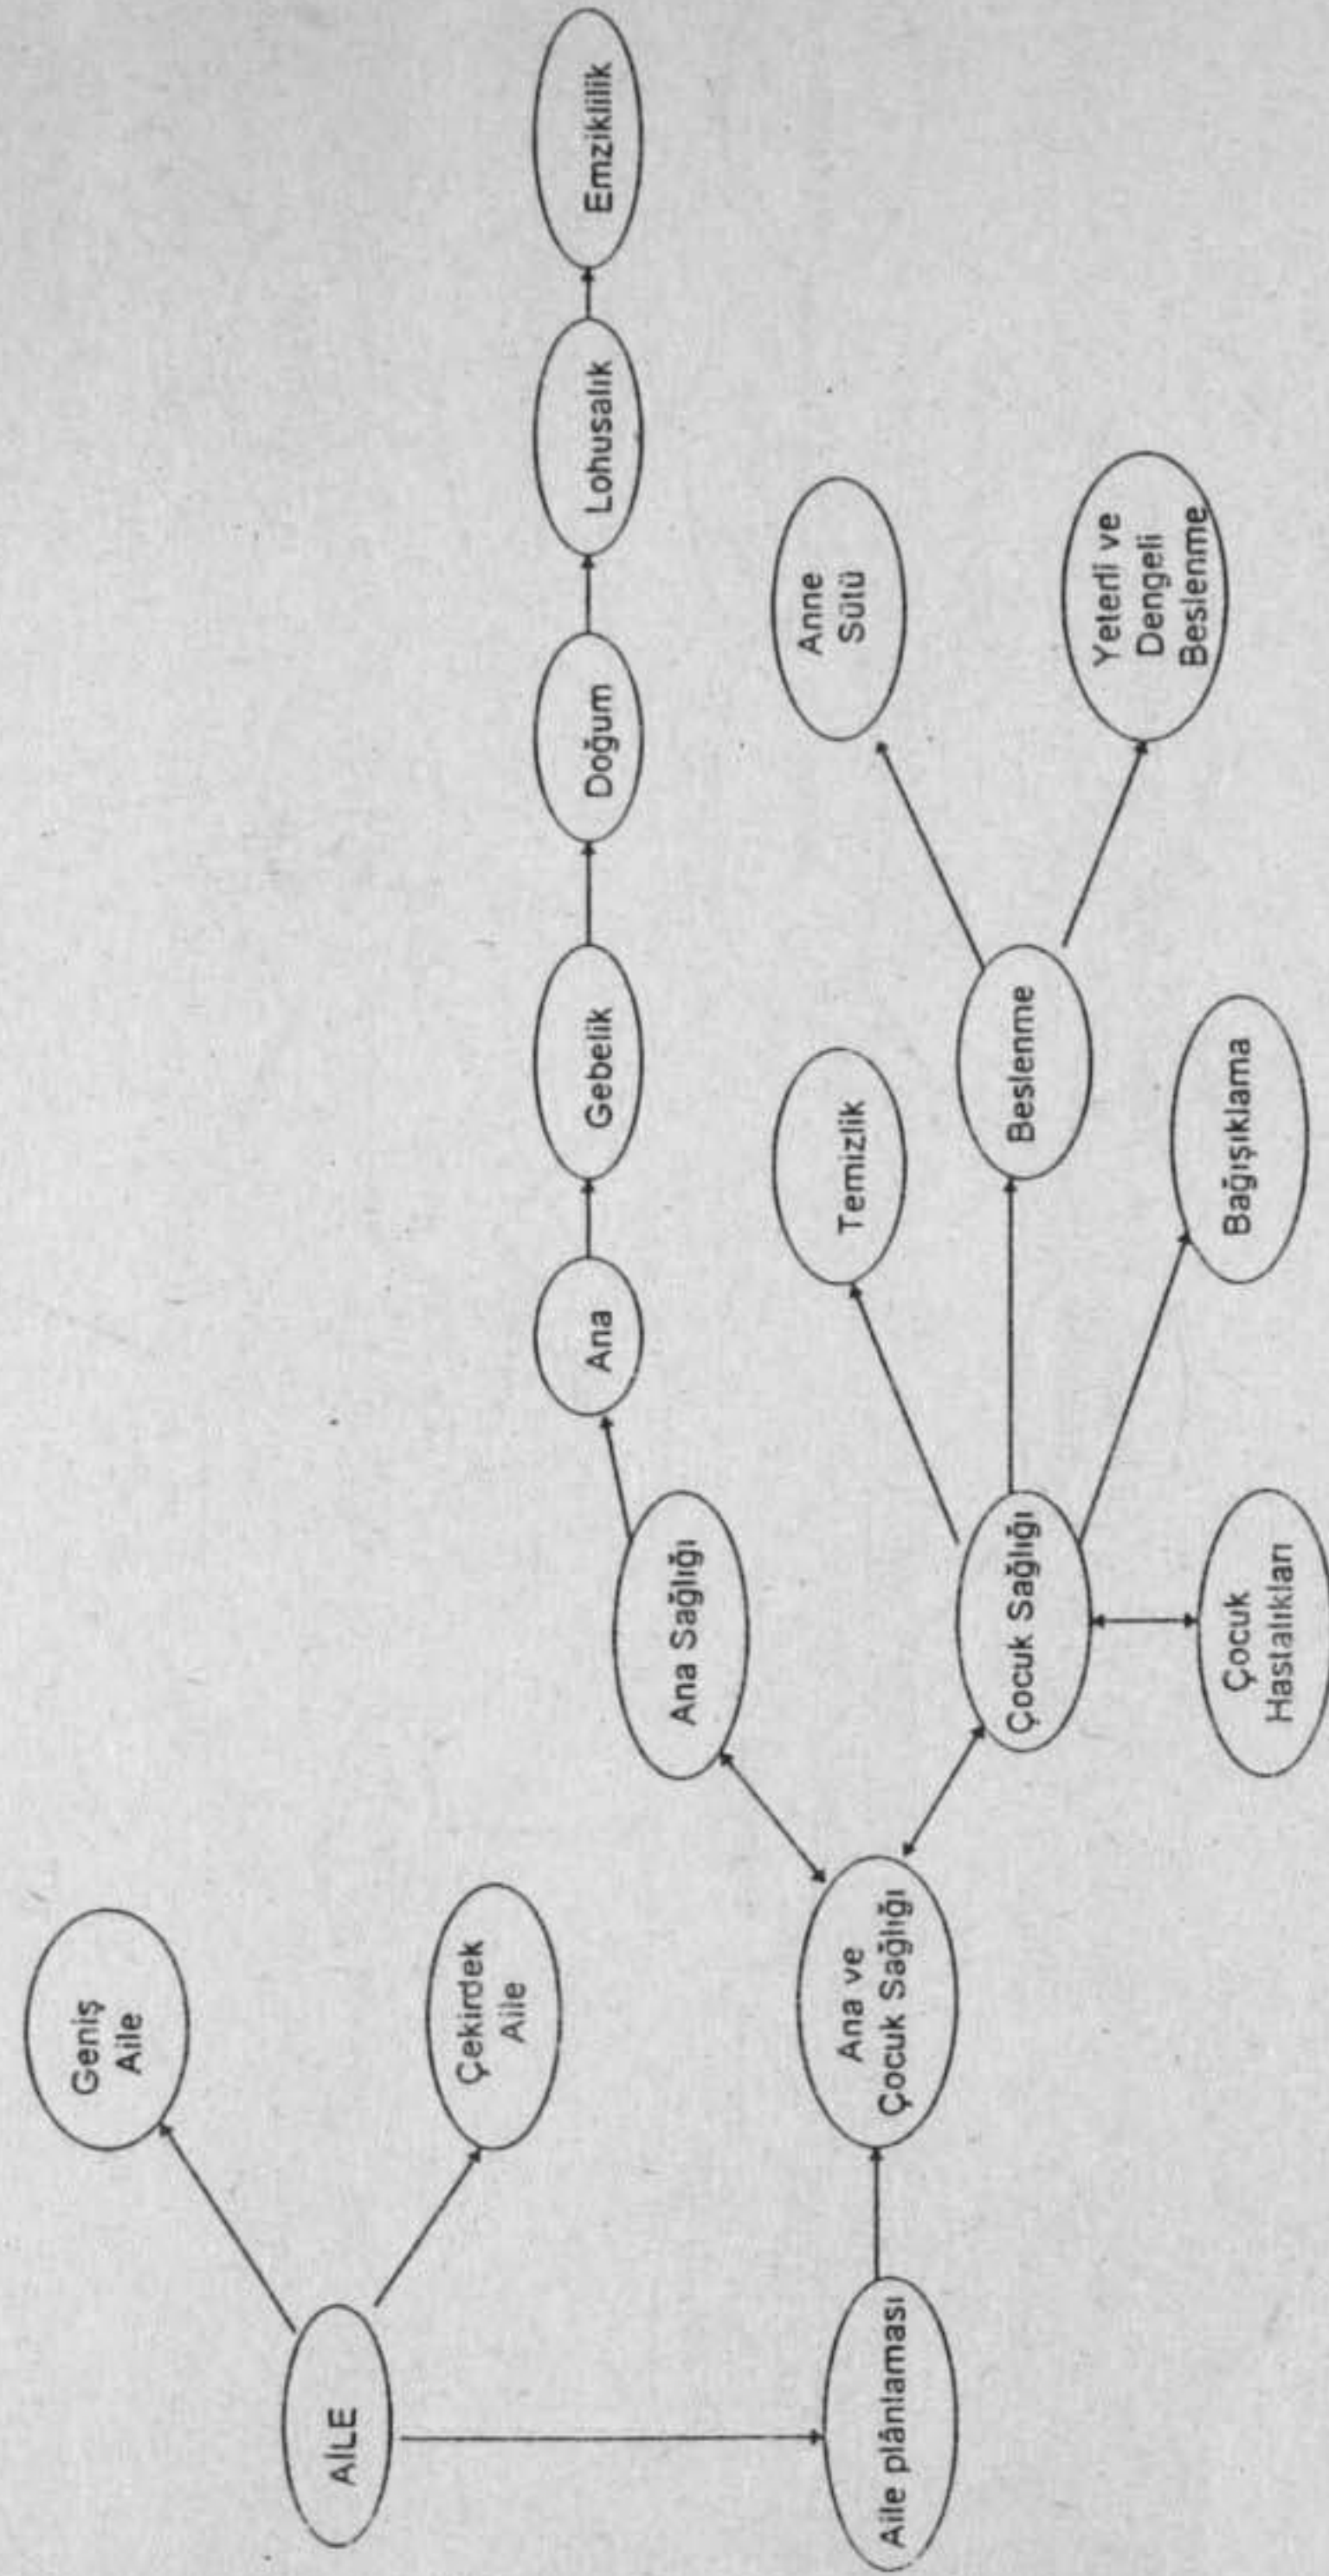 Geniş
Aile
AİLE
Çekirdek
Aile
Ana
Gebelik
Doğum
Lohusalık
Emziklilik
Ana Sağlığı
Aile plânlaması
Ana ve
Çocuk Sağlığı
Temizlik
Anne
Sütü
Çocuk Sağlığı
Beslenme
Yeterli ve
Dengeli
Beslenme
Çocuk
Hastalıkları
Bağışıklama